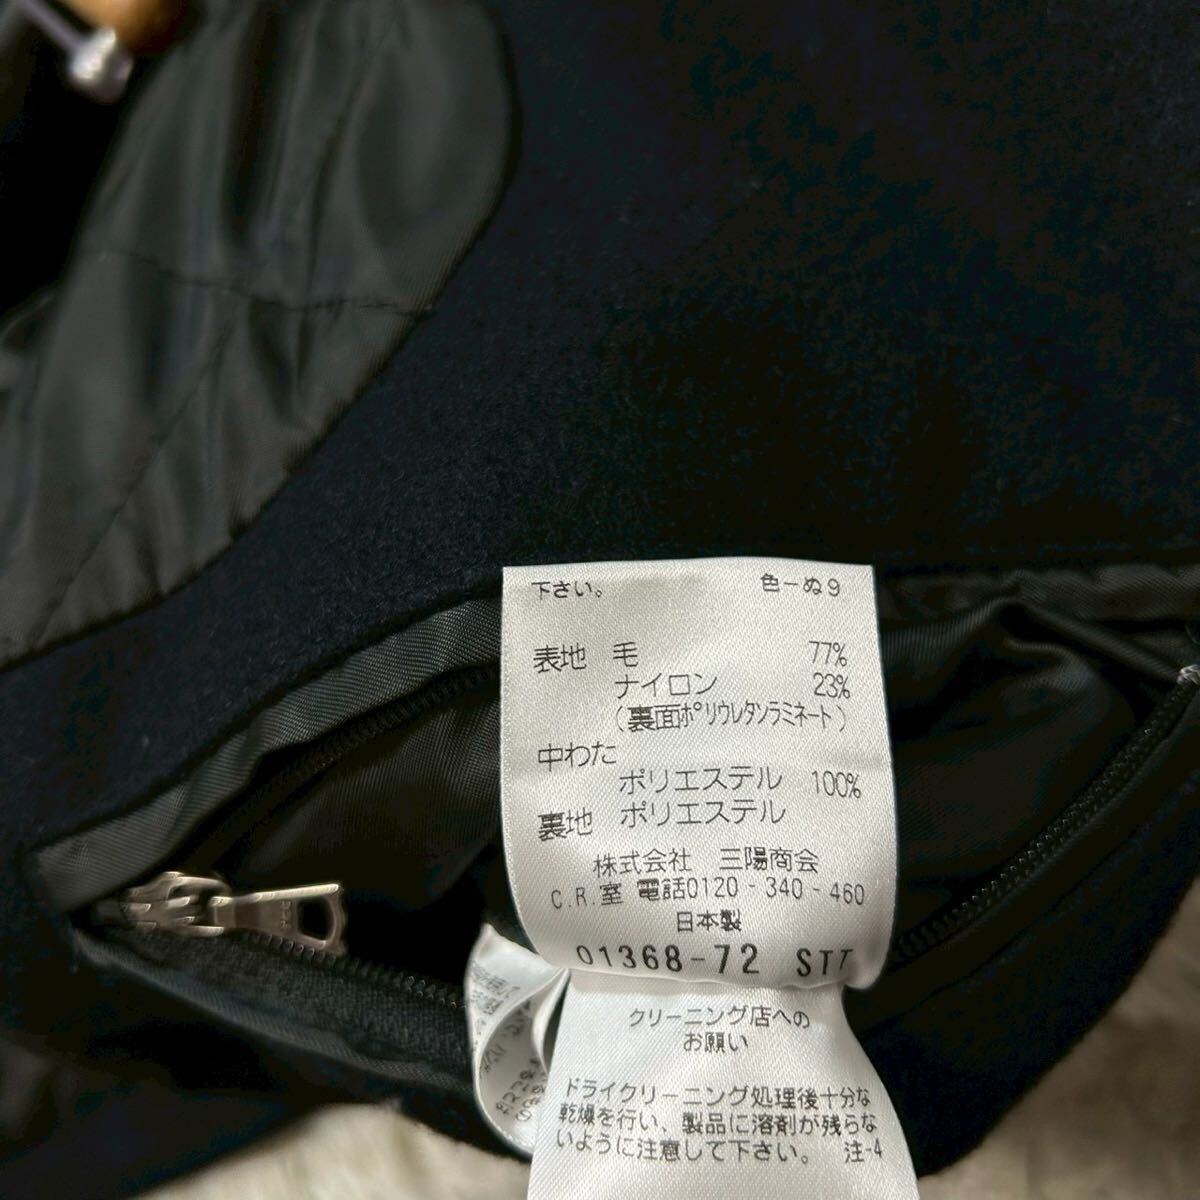 下さい。 色ーぬ9
表地 毛 77%
ナイロン 23%
(裏面ポリウレタンラミネート)
中わた
ポリエステル 100%
裏地 ポリエステル
株式会社 三陽商会
C.R.室 電話0120-340-460
日本製
01368-72 STT
クリーニング店への
お願い
ドライクリーニング処理後十分な
乾燥を行い、製品に溶剤が残らな
いように注意して下さい。 注-4